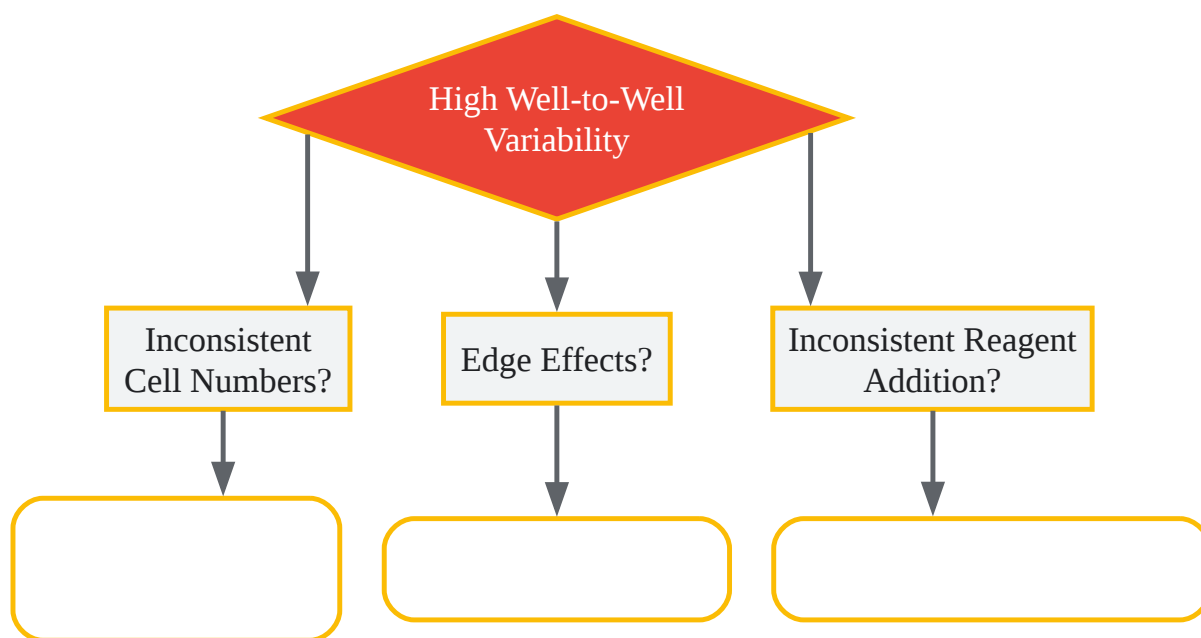 High Well-to-Well
Variability
Inconsistent
Cell Numbers?
Edge Effects?
Inconsistent Reagent
Addition?